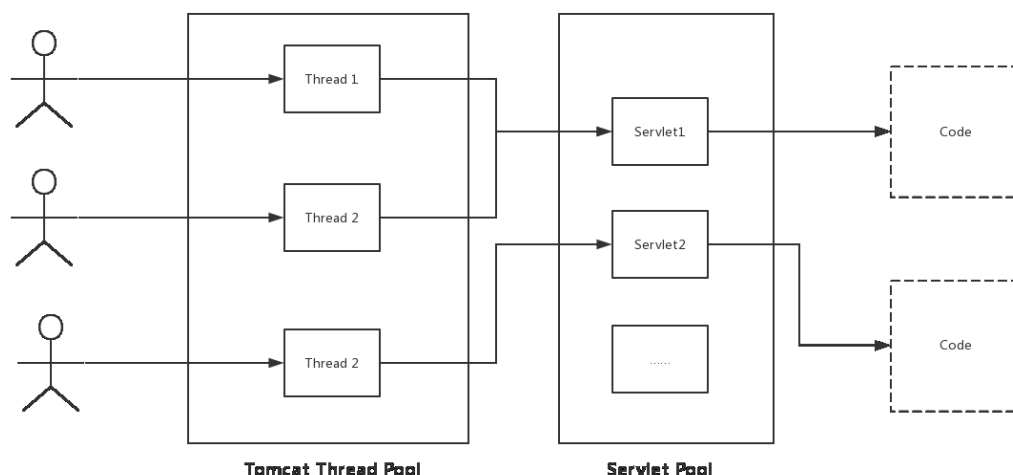 Thread 1
Servlet1
Code
Thread 2
Servlet2
Thread 2
......
Code
Tomcat Thread Pool
Servlet Pool